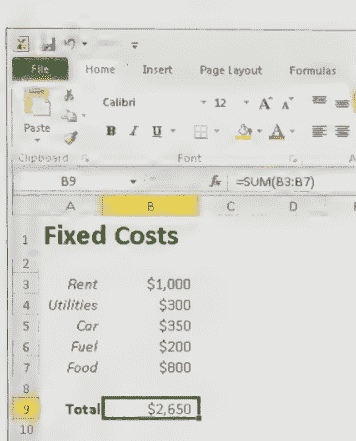 File Home Insert Page Layout Formulas
Calibri 12 A A
Paste B I U A
Clipboard Font
B9 fx =SUM(B3:B7)
A B C D
1 Fixed Costs
2
3 Rent $1,000
4 Utilities $300
5 Car $350
6 Fuel $200
7 Food $800
8
9 Total $2,650
10